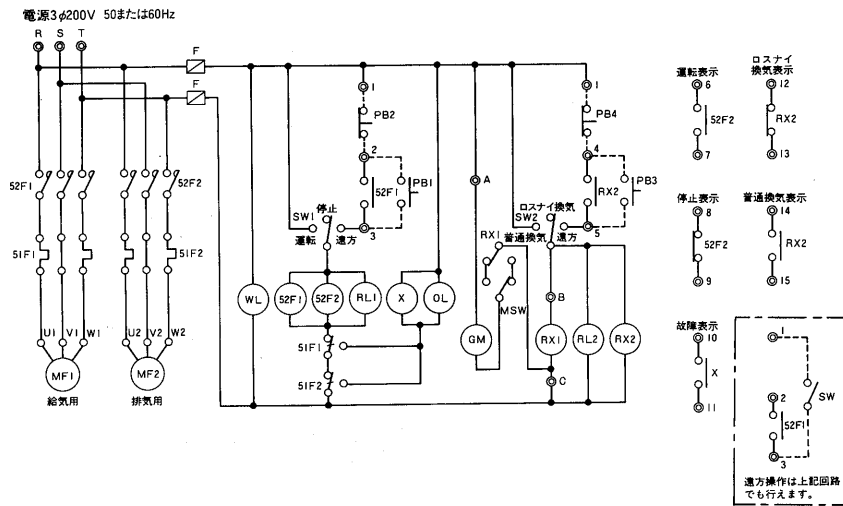 電源3φ200V 50または60Hz
R S T
F
F
52F1
52F2
51F1
51F2
U1 V1 W1
U2 V2 W2
MF1
MF2
給気用
排気用
1
PB2
2
52F1
PB1
3
SW1
停止
運転
遠方
WL
52F1
52F2
RL1
X
OL
51F1
51F2
A
1
PB4
4
RX2
PB3
5
SW2
ロスナイ換気
普通換気
遠方
RX1
MSW
B
GM
RX1
RL2
RX2
C
運転表示
6
52F2
7
ロスナイ
換気表示
12
RX2
13
停止表示
8
52F2
9
普通換気表示
14
RX2
15
故障表示
10
X
11
1
2
SW
52F1
3
遠方操作は上記回路
でも行えます。